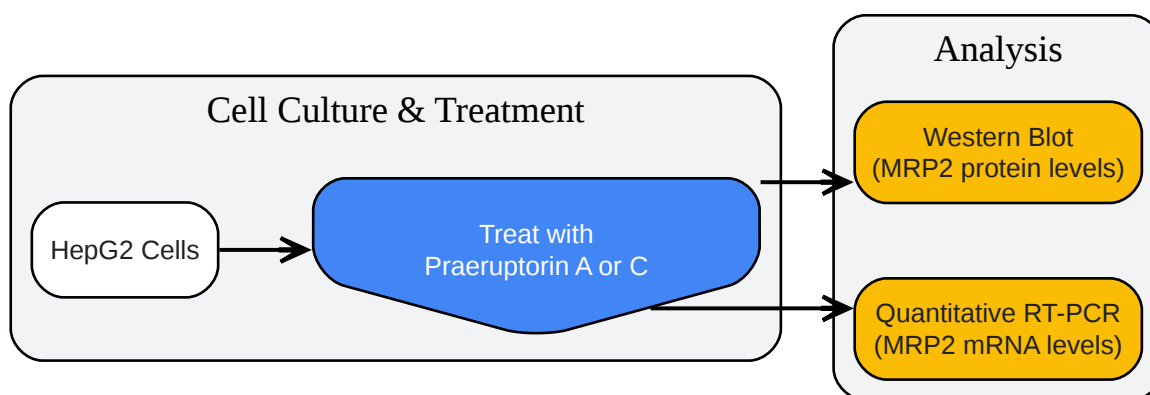 Cell Culture & Treatment
HepG2 Cells
Treat with
Praeruptorin A or C
Analysis
Western Blot
(MRP2 protein levels)
Quantitative RT-PCR
(MRP2 mRNA levels)